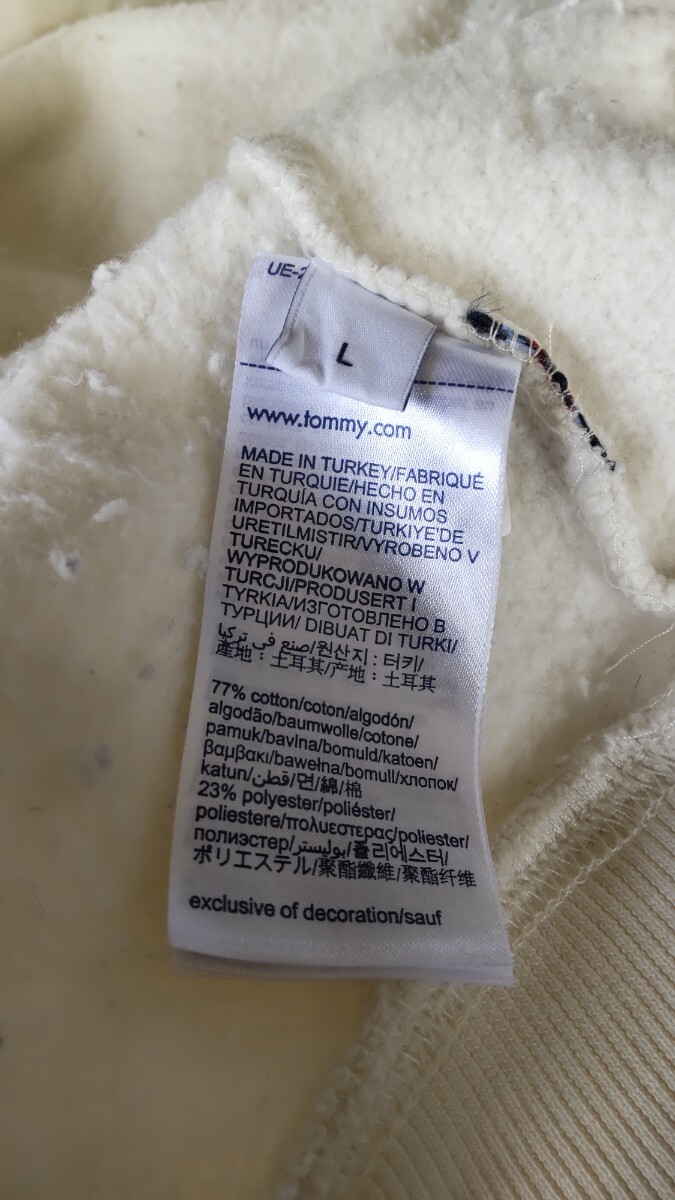 UE-2
L
www.tommy.com
MADE IN TURKEY/FABRIQUÉ
EN TURQUIE/HECHO EN
TURQUÍA CON INSUMOS
IMPORTADOS/TURKIYE'DE
URETILMISTIR/VYROBENO V
TURECKU/
WYPRODUKOWANO W
TURCJI/PRODUSERT I
TYRKIA/ИЗГОТОВЛЕНО В
ТУРЦИИ/ DIBUAT DI TURKI/
صنع في تركيا/원산지 : 터키/
產地：土耳其/产地：土耳其
77% cotton/coton/algodón/
algodão/baumwolle/cotone/
pamuk/bavlna/bomuld/katoen/
βαμβακι/bawełna/bomull/хлопок/
katun/قطن/면/綿/棉
23% polyester/poliéster/
poliestere/πολυεστερας/poliester/
полиэстер/بوليستر/폴리에스터/
ポリエステル/聚酯纖維/聚酯纤维
exclusive of decoration/sauf